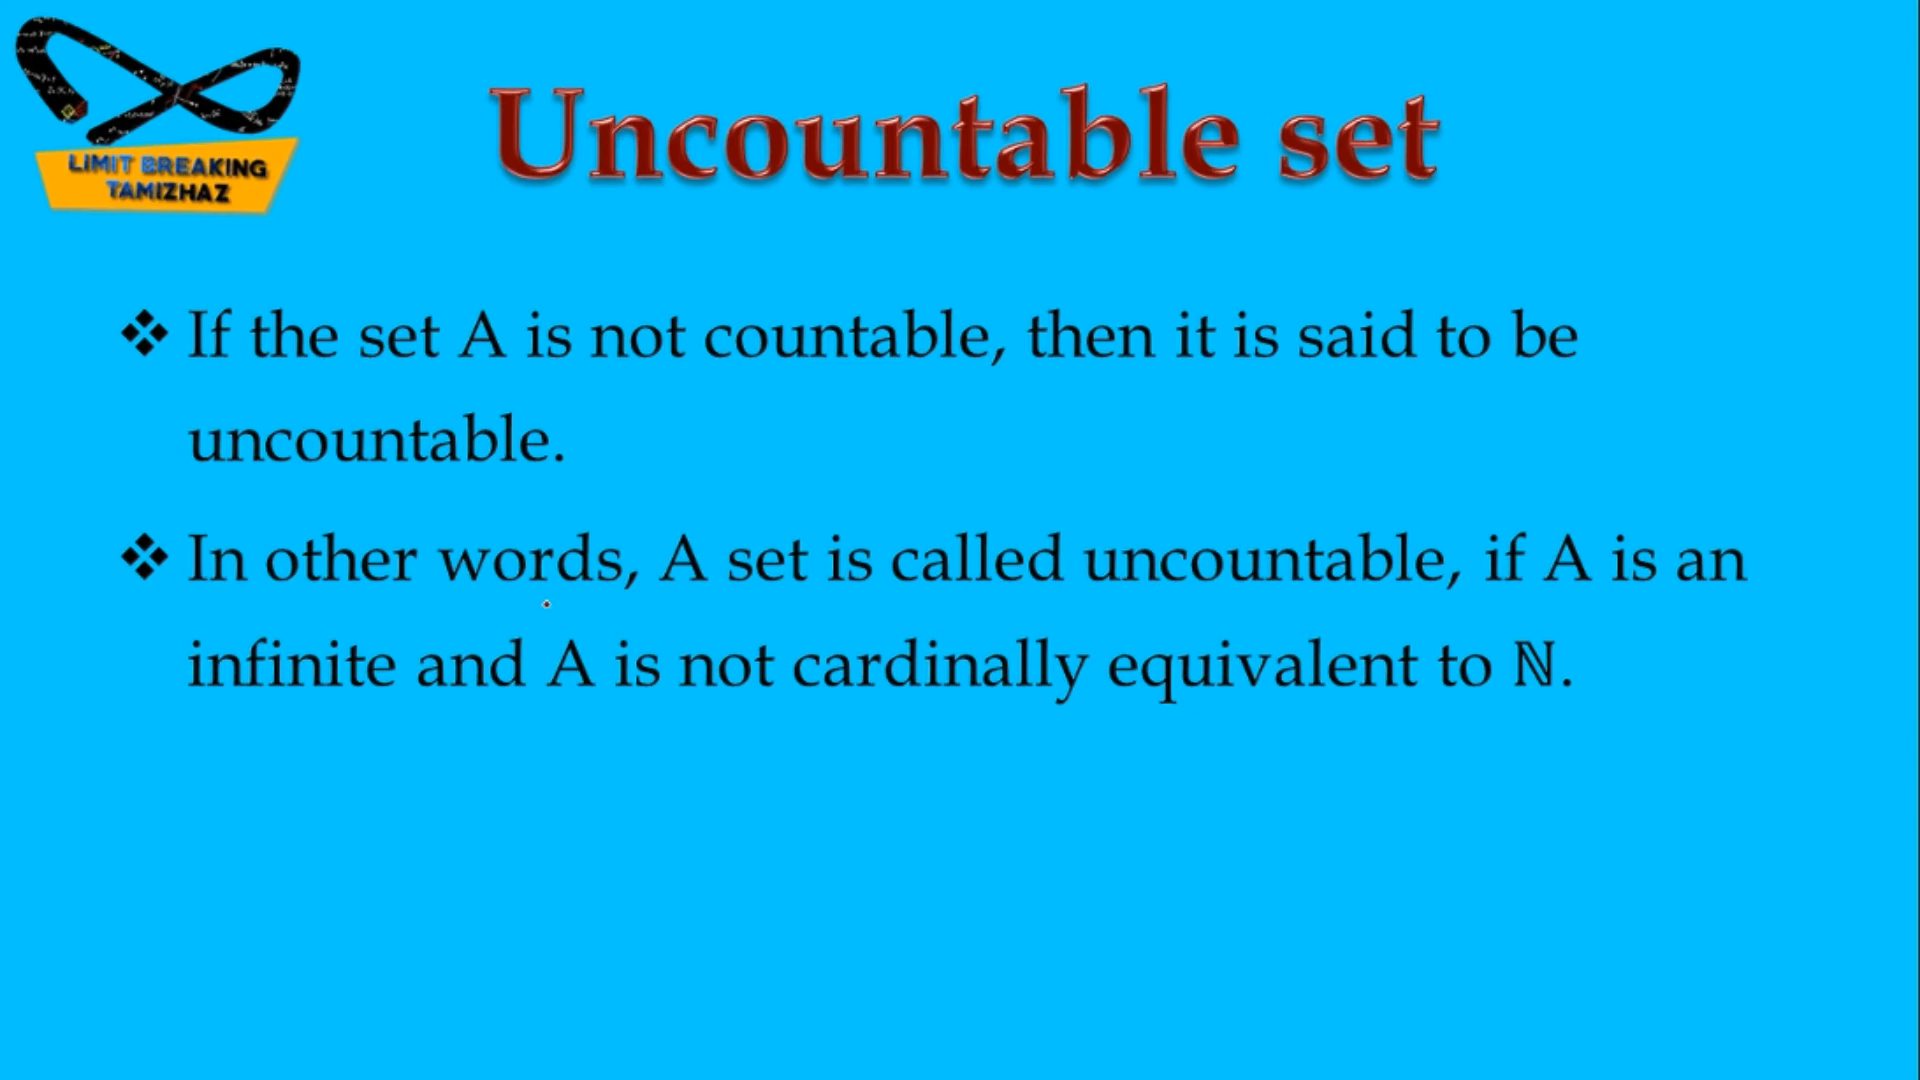 LIMIT BREAKING
TAMIZHAZ
Uncountable set
❖ If the set A is not countable, then it is said to be
uncountable.
❖ In other words, A set is called uncountable, if A is an
infinite and A is not cardinally equivalent to ℕ.